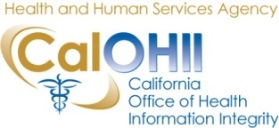 Health and Human Services Agency
CalOHII
California
Office of Health
Information Integrity